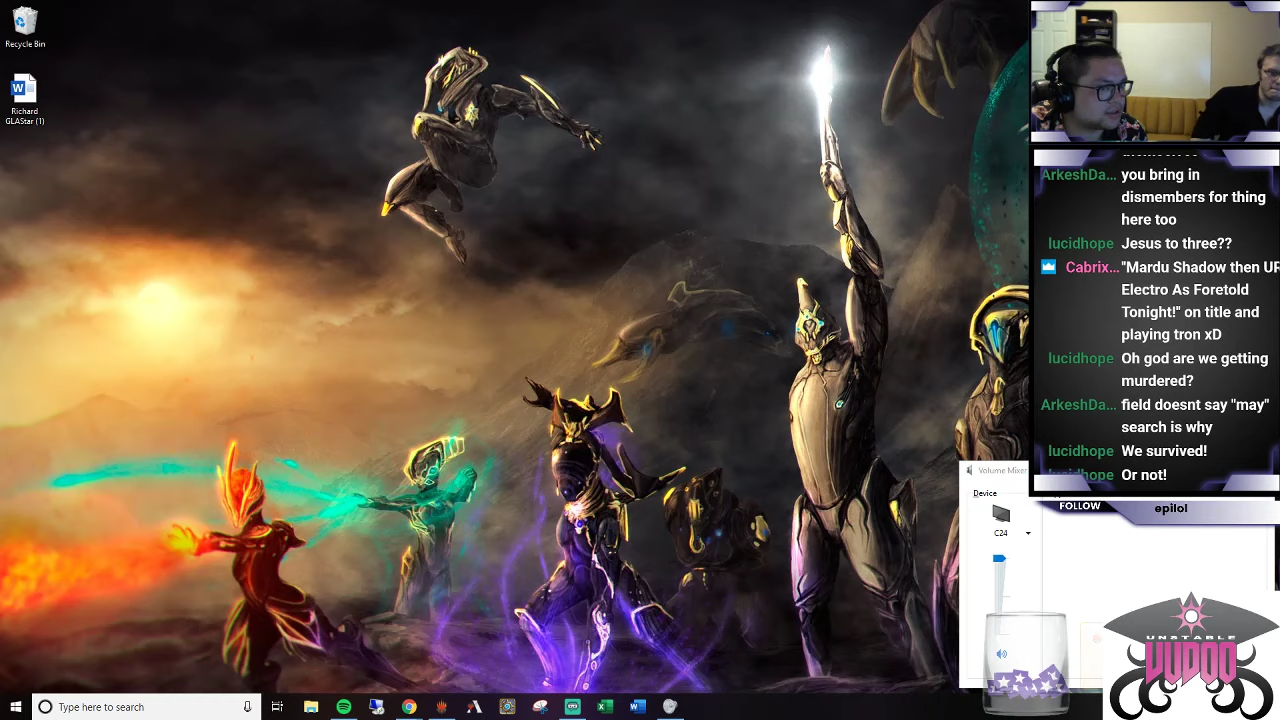 Recycle Bin
Richard
GLAStar (1)
you bring in
ArkeshDa...
dismembers for thing
here too
lucidhope Jesus to three??
Cabrix... "Mardu Shadow then UR
Electro As Foretold
Tonight!" on title and
playing tron xD
lucidhope Oh god are we getting
murdered?
ArkeshDa... field doesnt say "may"
search is why
lucidhope We survived!
Or not!
Volume Mixer
Device
C24
FOLLOW
epilol
UNSTABLE
VUDOO
Type here to search